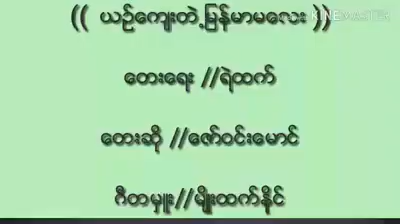 (( ယဉ်ကျေးတဲ့မြန်မာမလေး ))
တေးရေး //ရဲထက်
တေးဆို //ဇော်ဝင်းမောင်
ဂီတမှူး//မျိုးထက်နိုင်